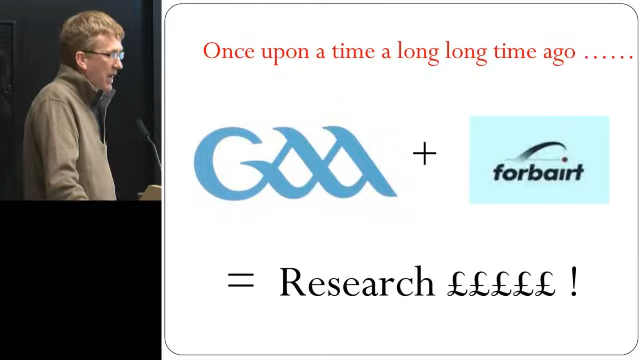 Once upon a time a long long time ago ......
GAA + forbairt
= Research £££££ !